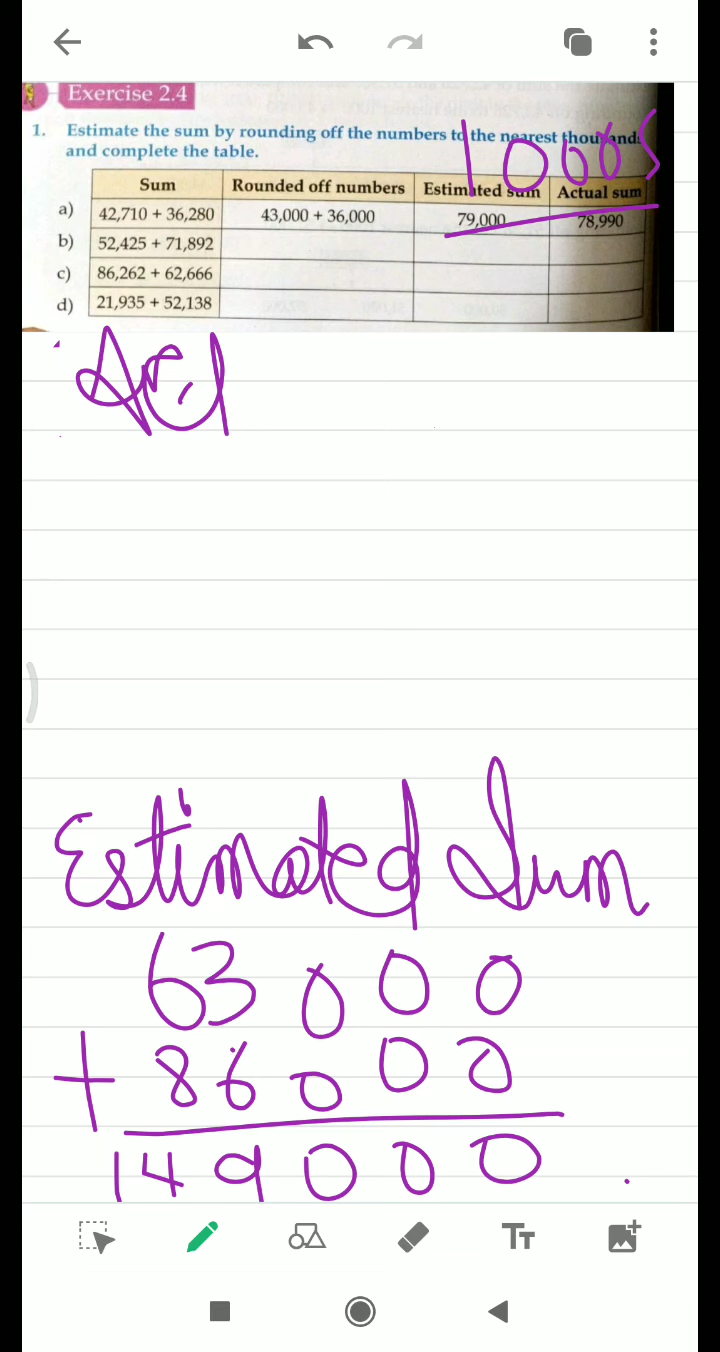 Exercise 2.4
1. Estimate the sum by rounding off the numbers to the nearest thousands
and complete the table.
Sum Rounded off numbers Estimated sum Actual sum
a) 42,710 + 36,280 43,000 + 36,000 79,000 78,990
b) 52,425 + 71,892
c) 86,262 + 62,666
d) 21,935 + 52,138
1000s
Estimated Sum
63000
+ 86000
149000
TT